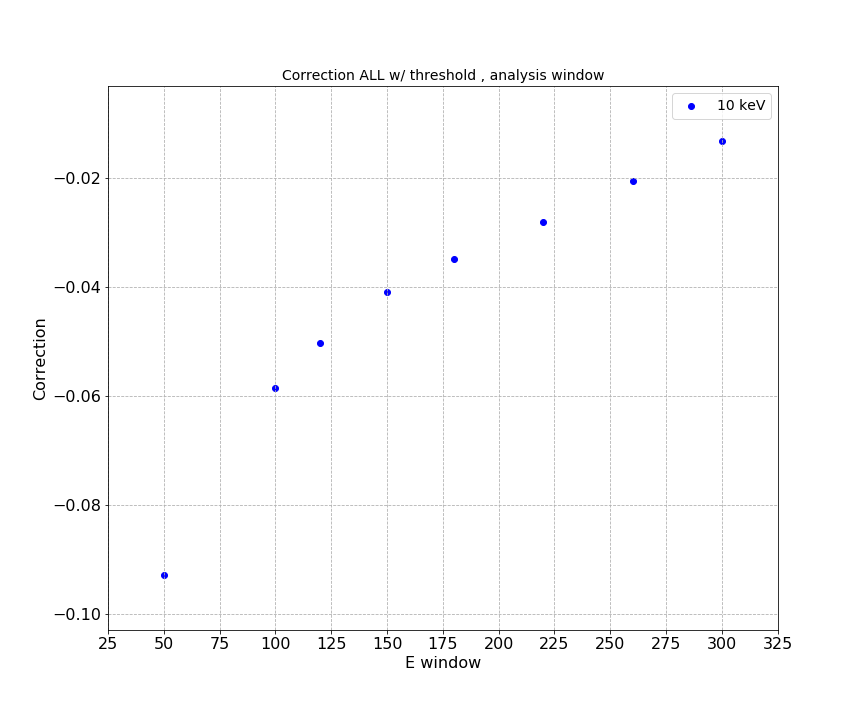 Correction ALL w/ threshold , analysis window
10 keV
−0.02
−0.04
−0.06
−0.08
−0.10
Correction
25 50 75 100 125 150 175 200 225 250 275 300 325
E window